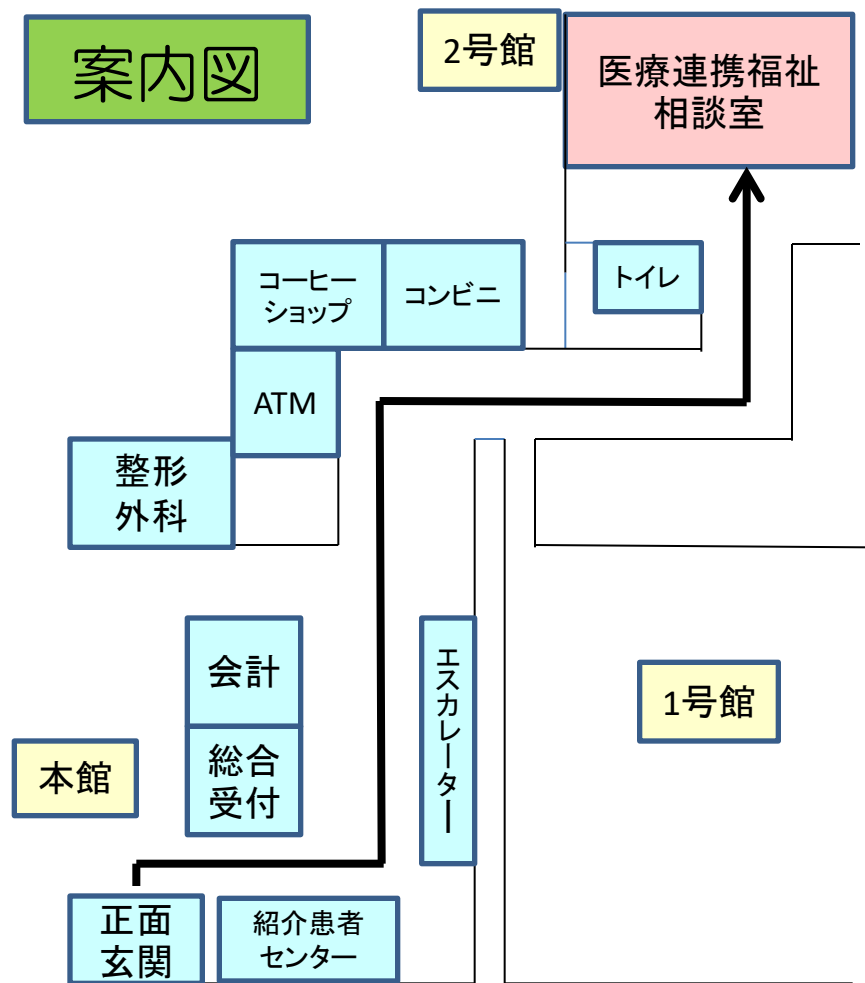 案内図
2号館
医療連携福祉
相談室
コーヒー
ショップ
コンビニ
トイレ
ATM
整形
外科
会計
エスカレーター
1号館
総合
受付
本館
正面
玄関
紹介患者
センター